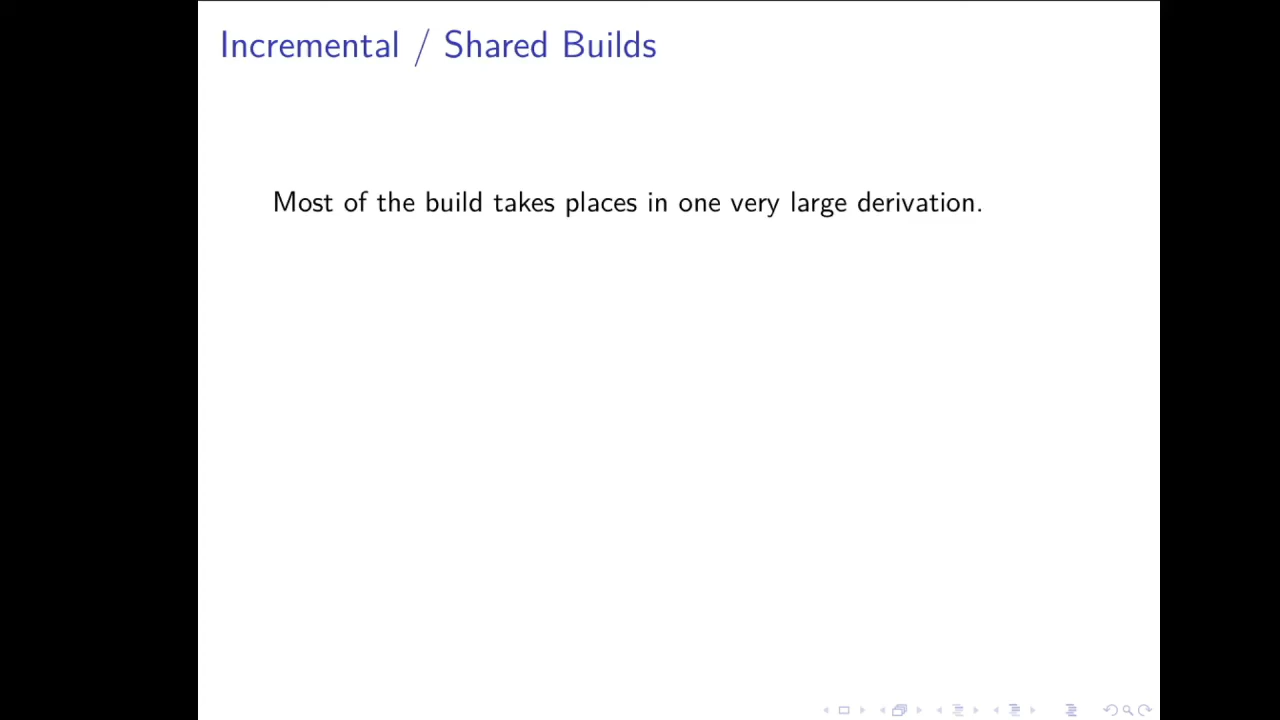 Incremental / Shared Builds
Most of the build takes places in one very large derivation.